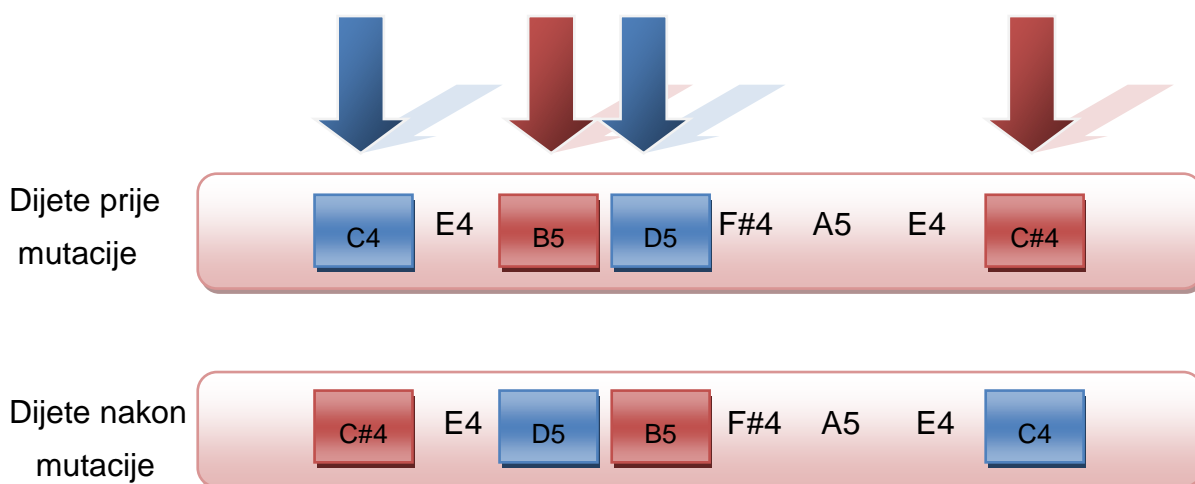 Dijete prije
mutacije
C4 E4 B5 D5 F#4 A5 E4 C#4
Dijete nakon
mutacije
C#4 E4 D5 B5 F#4 A5 E4 C4